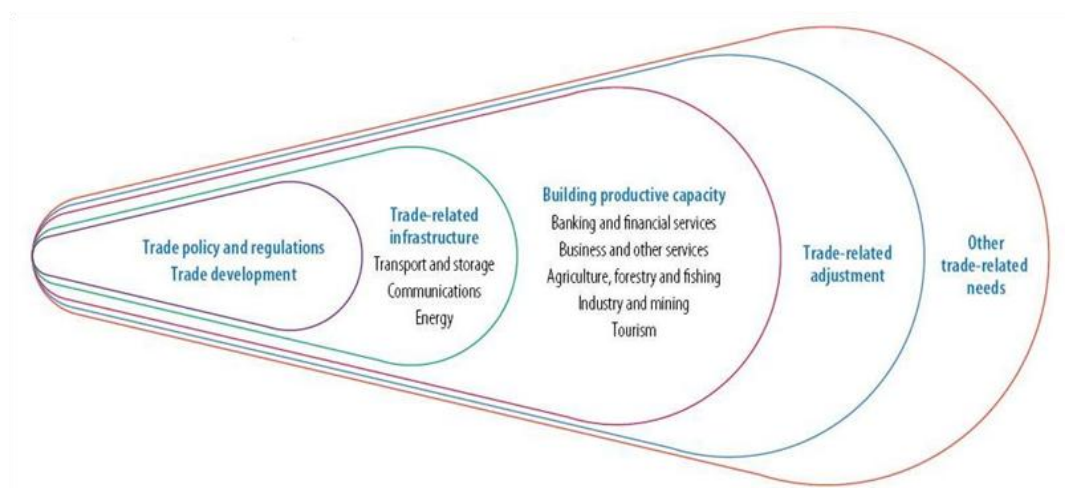 Trade policy and regulations
Trade development
Trade-related
infrastructure
Transport and storage
Communications
Energy
Building productive capacity
Banking and financial services
Business and other services
Agriculture, forestry and fishing
Industry and mining
Tourism
Trade-related
adjustment
Other
trade-related
needs